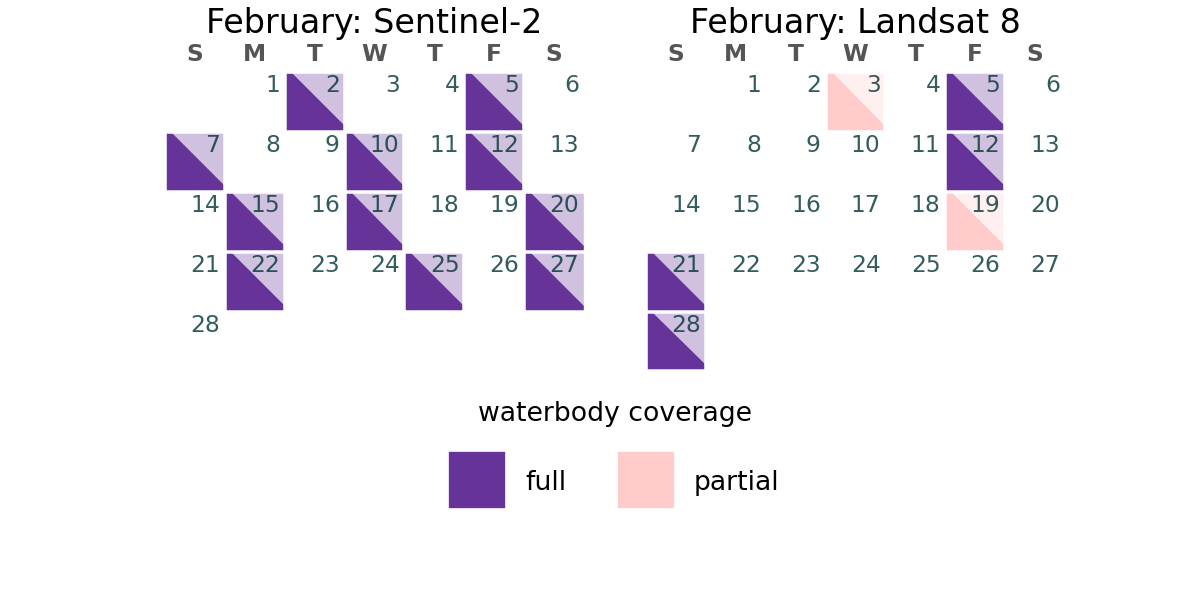 February: Sentinel-2
S M T W T F S
1 2 3 4 5 6
7 8 9 10 11 12 13
14 15 16 17 18 19 20
21 22 23 24 25 26 27
28
February: Landsat 8
S M T W T F S
1 2 3 4 5 6
7 8 9 10 11 12 13
14 15 16 17 18 19 20
21 22 23 24 25 26 27
28
waterbody coverage
full partial